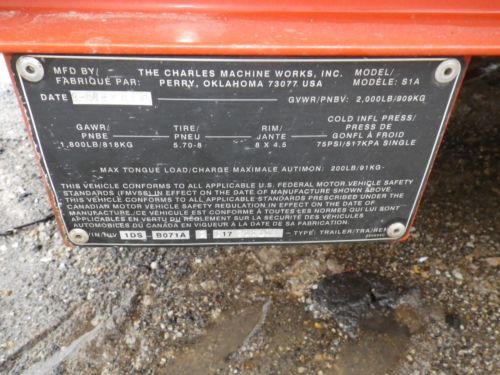 MFD BY/ THE CHARLES MACHINE WORKS, INC. MODEL/
FABRIQUÉ PAR: PERRY, OKLAHOMA 73077 USA MODÈLE: S1A
DATE GVWR/PNBV: 2,000LB/909KG
GAWR/ TIRE/ RIM/ COLD INFL PRESS/
PNBE PNEU JANTE PRESS DE
GONFL À FROID
1,800LB/818KG 5.70-8 8 X 4.5 75PSI/517KPA SINGLE
MAX TONGUE LOAD/CHARGE MAXIMALE AUTIMON: 200LB/91KG
THIS VEHICLE CONFORMS TO ALL APPLICABLE U.S. FEDERAL MOTOR VEHICLE SAFETY
STANDARDS (FMVSS) IN EFFECT ON THE DATE OF MANUFACTURE SHOWN ABOVE.
THIS VEHICLE CONFORMS TO ALL APPLICABLE STANDARDS PRESCRIBED UNDER THE
CANADIAN MOTOR VEHICLE SAFETY REGULATIONS IN EFFECT ON THE DATE OF
MANUFACTURE./CE VÉHICULE EST CONFORME À TOUTES LES NORMES QUI LUI SONT
APPLICABLES EN VERTU DU RÈGLEMENT SUR LA SÉCURITÉ DES VÉHICULES
AUTOMOBILES DU CANADA EN VIGUEUR À LA DATE DE SA FABRICATION.
VIN/NIV 1DS B071A 17 TYPE: TRAILER/TRA/REM